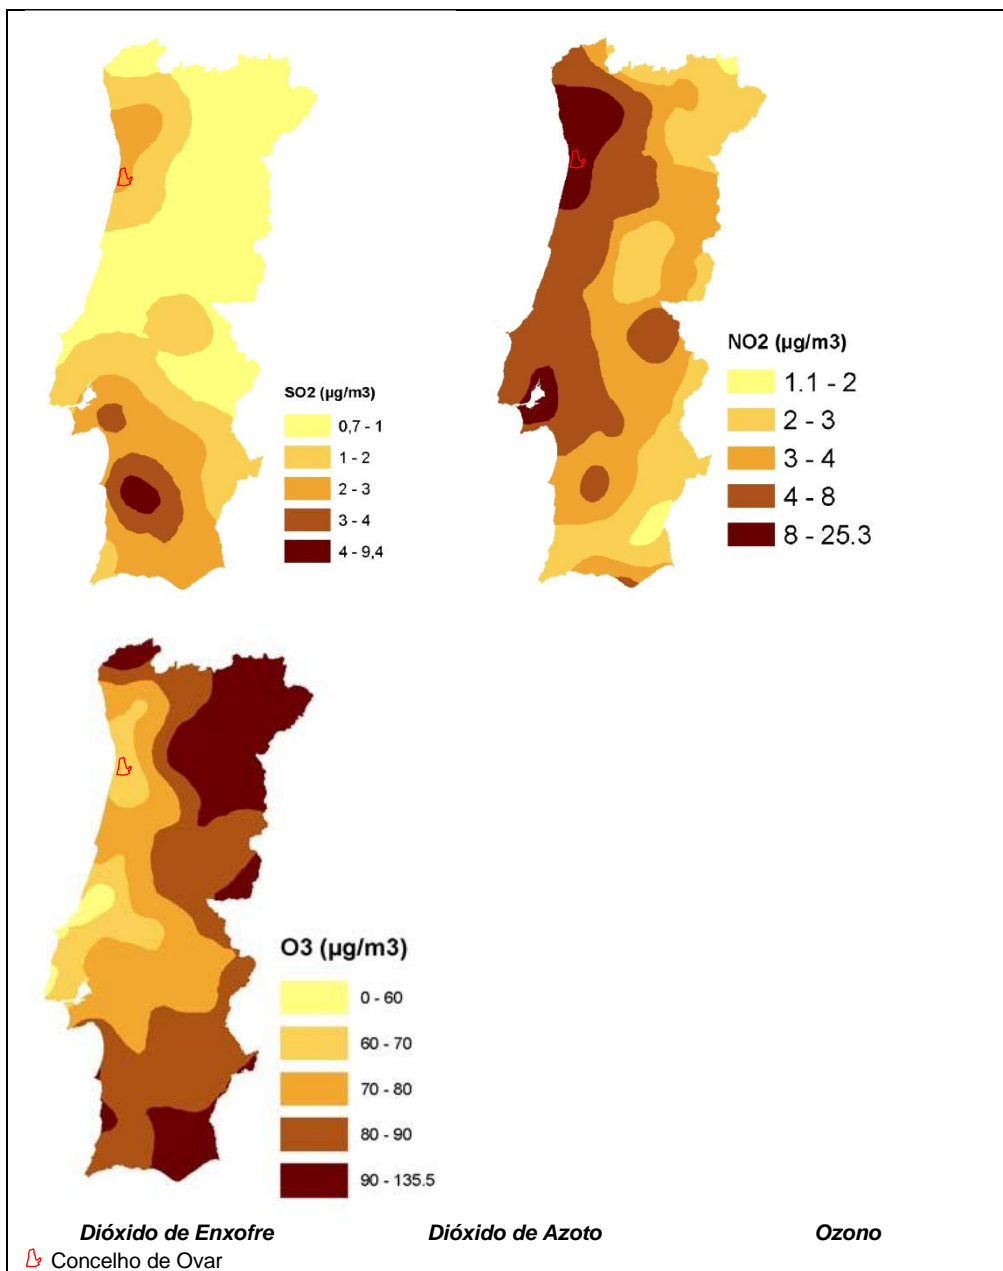 SO2 (µg/m3)
0,7 - 1
1 - 2
2 - 3
3 - 4
4 - 9,4
NO2 (µg/m3)
1.1 - 2
2 - 3
3 - 4
4 - 8
8 - 25.3
O3 (µg/m3)
0 - 60
60 - 70
70 - 80
80 - 90
90 - 135.5
Dióxido de Enxofre Dióxido de Azoto Ozono
Concelho de Ovar